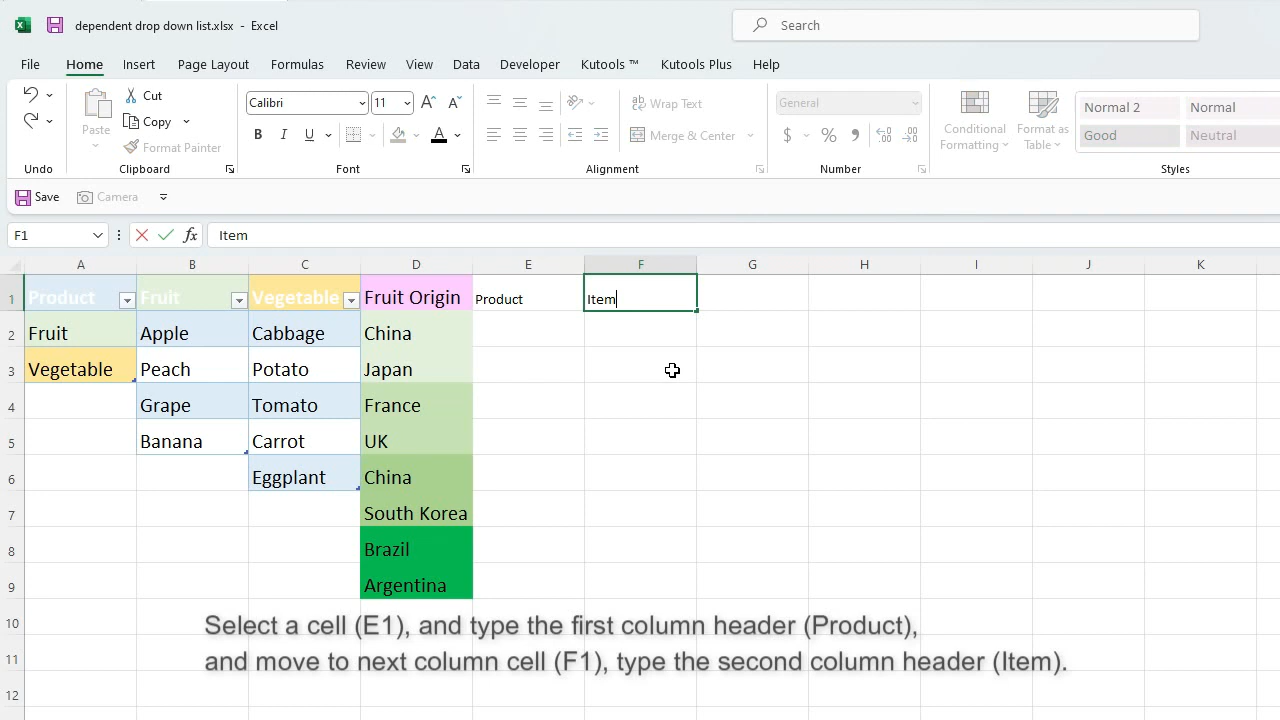 dependent drop down list.xlsx - Excel
Search
File Home Insert Page Layout Formulas Review View Data Developer Kutools ™ Kutools Plus Help
Cut
Calibri 11 A A
Wrap Text
General
Normal 2 Normal
Paste
Copy
B I U A
Merge & Center
$ % 9
Conditional Formatting
Format as Table
Good Neutral
Format Painter
Undo Clipboard Font Alignment Number Styles
Save Camera
F1 fx Item
A B C D E F G H I J K
1 Product Fruit Vegetable Fruit Origin Product Item
2 Fruit Apple Cabbage China
3 Vegetable Peach Potato Japan
4 Grape Tomato France
5 Banana Carrot UK
6 Eggplant China
7 South Korea
8 Brazil
9 Argentina
10
Select a cell (E1), and type the first column header (Product),
11
and move to next column cell (F1), type the second column header (Item).
12